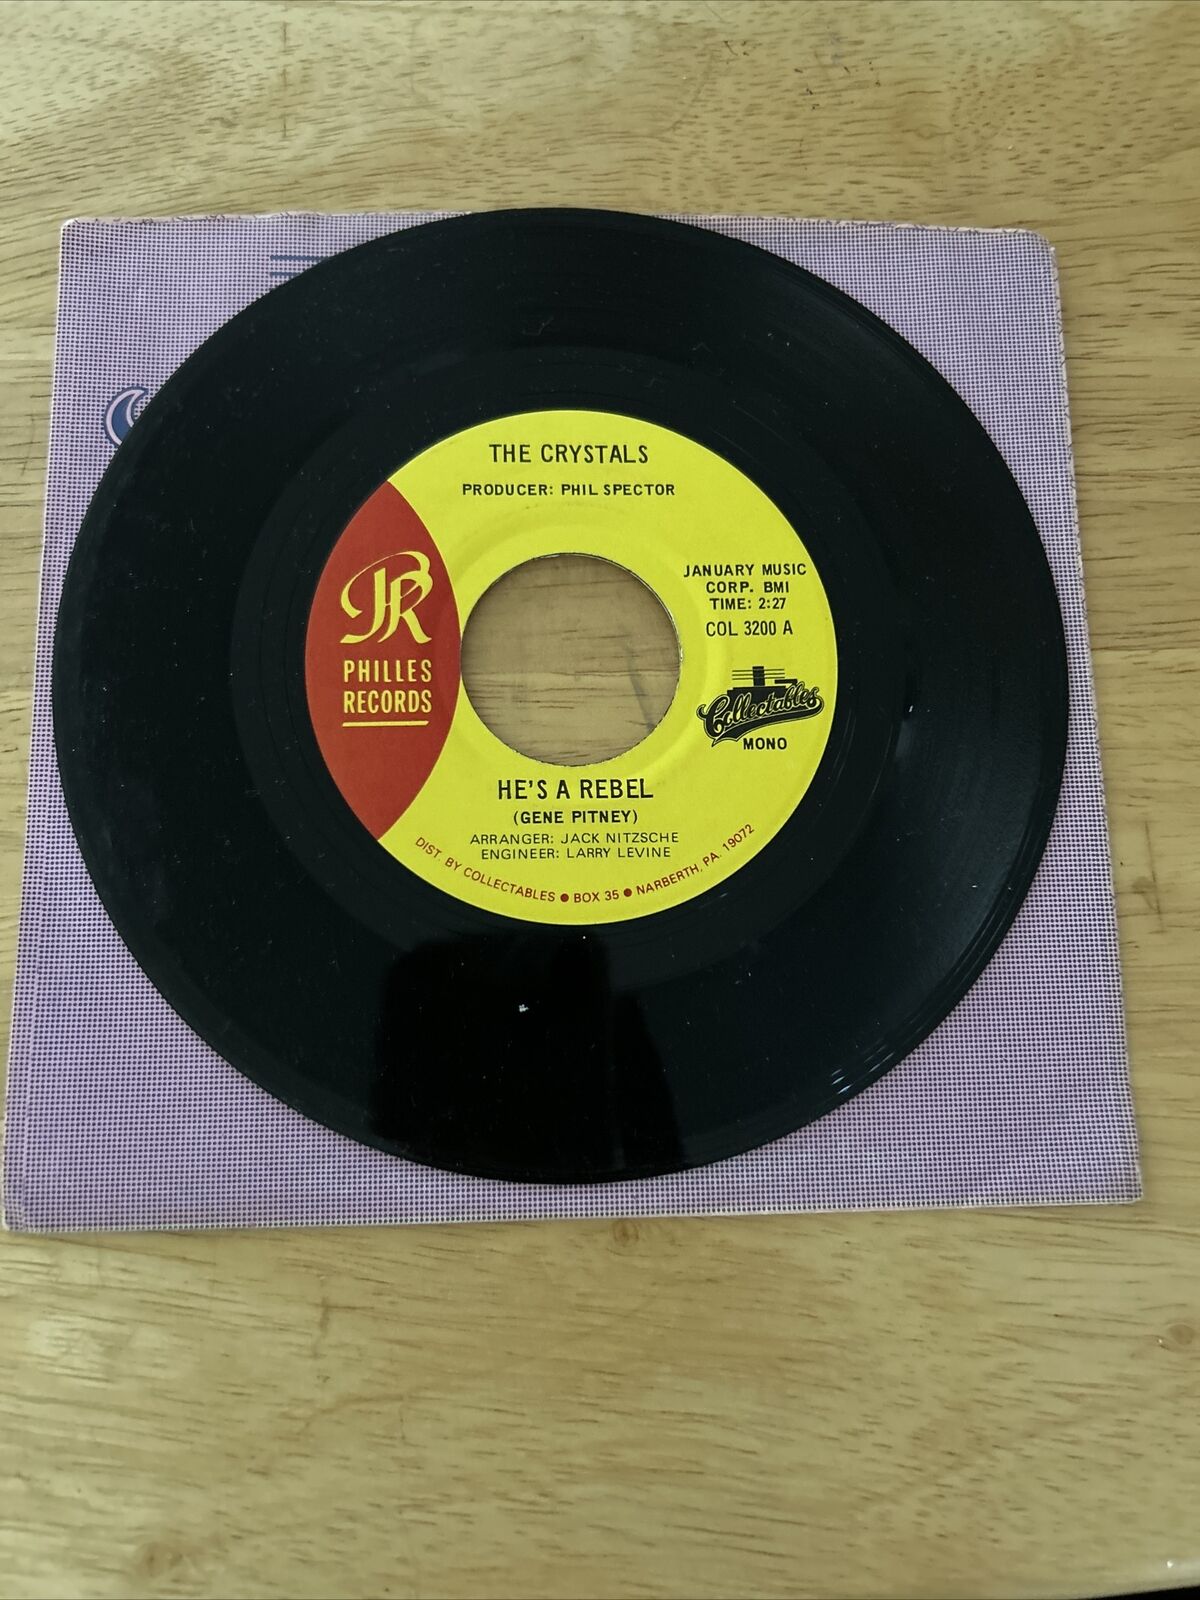 THE CRYSTALS
PRODUCER: PHIL SPECTOR
JANUARY MUSIC
CORP. BMI
TIME: 2:27
COL 3200 A
PR
PHILLES
RECORDS
Collectables
MONO
HE'S A REBEL
(GENE PITNEY)
ARRANGER: JACK NITZSCHE
ENGINEER: LARRY LEVINE
DIST. BY COLLECTABLES ● BOX 35 ● NARBERTH, PA. 19072